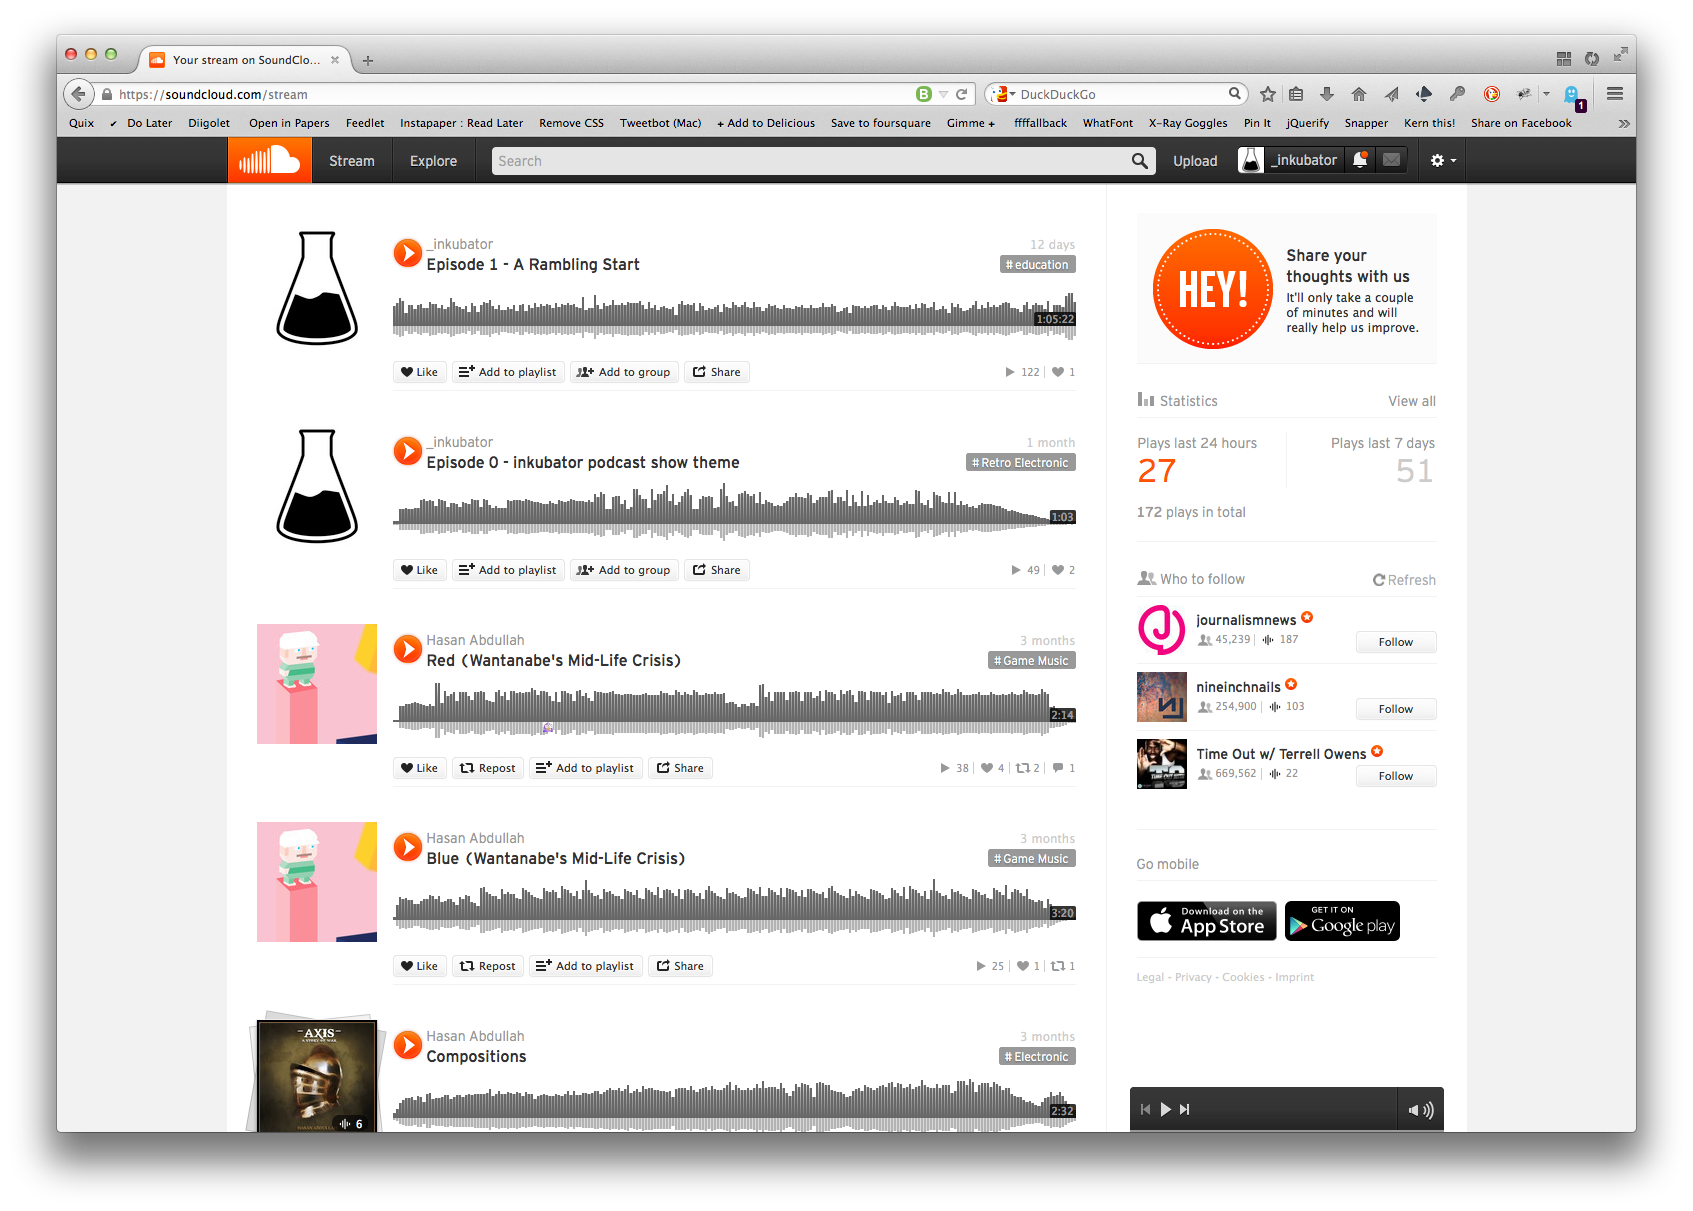 Your stream on SoundClo...
https://soundcloud.com/stream
B
DuckDuckGo
1
Quix ✔ Do Later Diigolet Open in Papers Feedlet Instapaper : Read Later Remove CSS Tweetbot (Mac) + Add to Delicious Save to foursquare Gimme + ffffallback WhatFont X-Ray Goggles Pin It jQuerify Snapper Kern this! Share on Facebook »
Stream Explore Search Upload _inkubator
_inkubator
12 days
Episode 1 - A Rambling Start
# education
1:05:22
Like Add to playlist Add to group Share 122 1
_inkubator
1 month
Episode 0 - inkubator podcast show theme
# Retro Electronic
1:03
Like Add to playlist Add to group Share 49 2
Hasan Abdullah
3 months
Red (Wantanabe's Mid-Life Crisis)
# Game Music
2:14
Like Repost Add to playlist Share 38 4 2 1
Hasan Abdullah
3 months
Blue (Wantanabe's Mid-Life Crisis)
# Game Music
3:20
Like Repost Add to playlist Share 25 1 1
AXIS
A STORY OF WAR
6
Hasan Abdullah
3 months
Compositions
# Electronic
2:32
HEY!
Share your
thoughts with us
It'll only take a couple
of minutes and will
really help us improve.
Statistics View all
Plays last 24 hours Plays last 7 days
27 51
172 plays in total
Who to follow Refresh
journalismnews
45,239 187
Follow
nineinchnails
254,900 103
Follow
Time Out w/ Terrell Owens
669,562 22
Follow
Go mobile
Download on the
App Store
GET IT ON
Google play
Legal - Privacy - Cookies - Imprint